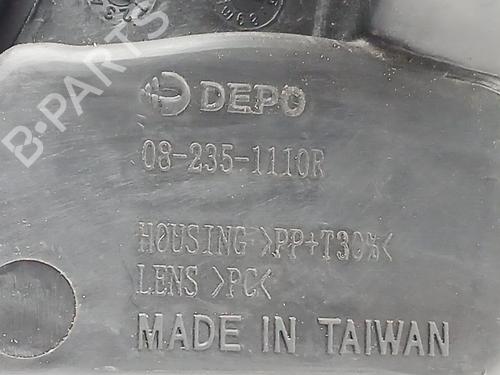 B-PARTS
DEPO
08-235-1110R
HOUSING >PP+T30%<
LENS >PC<
MADE IN TAIWAN